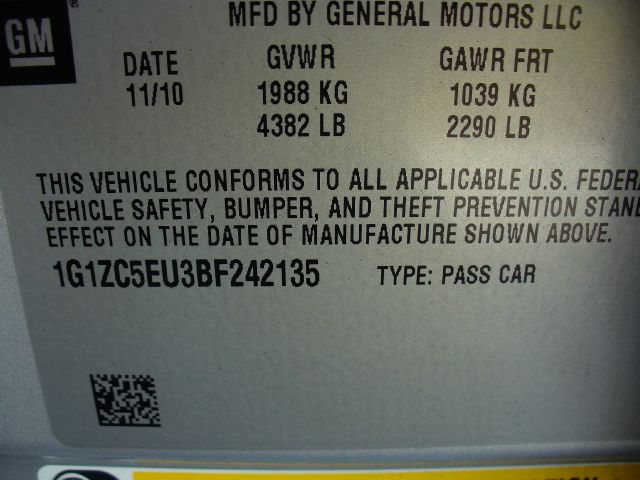 GM
®
MFD BY GENERAL MOTORS LLC
DATE GVWR GAWR FRT
11/10 1988 KG 1039 KG
4382 LB 2290 LB
THIS VEHICLE CONFORMS TO ALL APPLICABLE U.S. FEDERA
VEHICLE SAFETY, BUMPER, AND THEFT PREVENTION STAND
EFFECT ON THE DATE OF MANUFACTURE SHOWN ABOVE.
1G1ZC5EU3BF242135 TYPE: PASS CAR